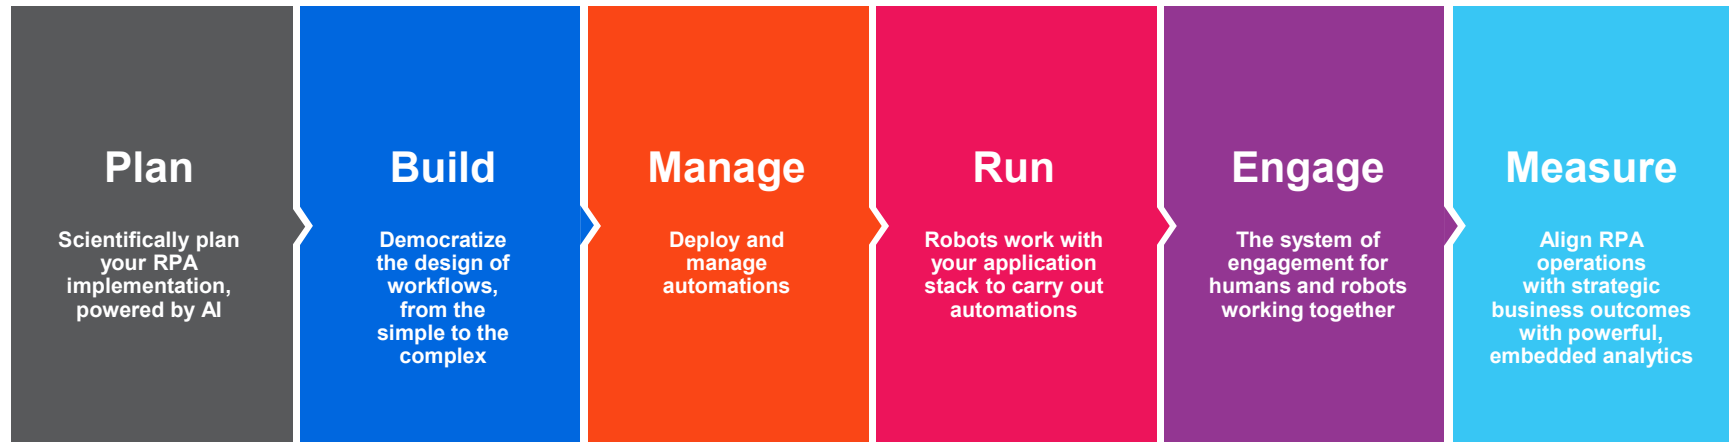 Plan
Scientifically plan
your RPA
implementation,
powered by AI
Build
Democratize
the design of
workflows,
from the
simple to the
complex
Manage
Deploy and
manage
automations
Run
Robots work with
your application
stack to carry out
automations
Engage
The system of
engagement for
humans and robots
working together
Measure
Align RPA
operations
with strategic
business outcomes
with powerful,
embedded analytics